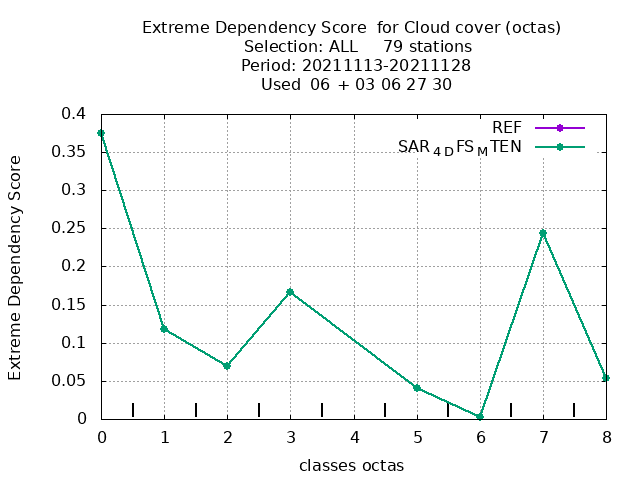 Extreme Dependency Score  for Cloud cover (octas)
Selection: ALL     79 stations
Period: 20211113-20211128
Used  06 + 03 06 27 30
REF
SAR4DFSMTEN
Extreme Dependency Score
0.4
0.35
0.3
0.25
0.2
0.15
0.1
0.05
0
0 1 2 3 4 5 6 7 8
classes octas